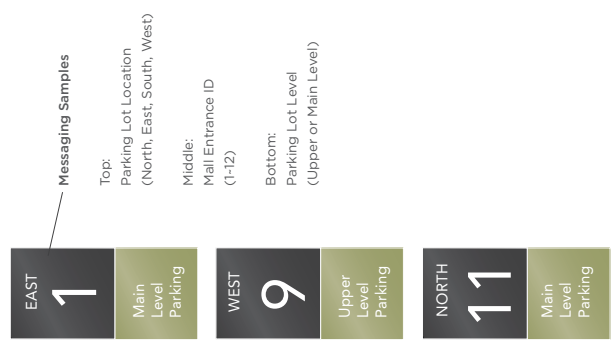 Messaging Samples
Top:
Parking Lot Location
(North, East, South, West)
Middle:
Mall Entrance ID
(1-12)
Bottom:
Parking Lot Level
(Upper or Main Level)
EAST
1
Main
Level
Parking
WEST
9
Upper
Level
Parking
NORTH
11
Main
Level
Parking